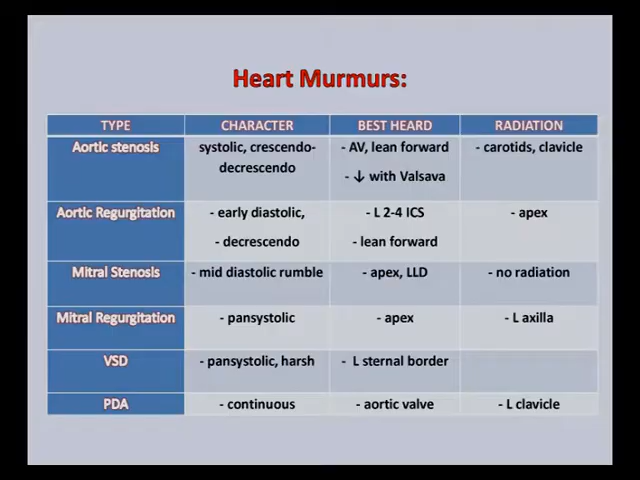 Heart Murmurs:
TYPE CHARACTER BEST HEARD RADIATION
Aortic stenosis systolic, crescendo- - AV, lean forward - carotids, clavicle
decrescendo
- ↓ with Valsava
Aortic Regurgitation - early diastolic, - L 2-4 ICS - apex
- decrescendo - lean forward
Mitral Stenosis - mid diastolic rumble - apex, LLD - no radiation
Mitral Regurgitation - pansystolic - apex - L axilla
VSD - pansystolic, harsh - L sternal border
PDA - continuous - aortic valve - L clavicle